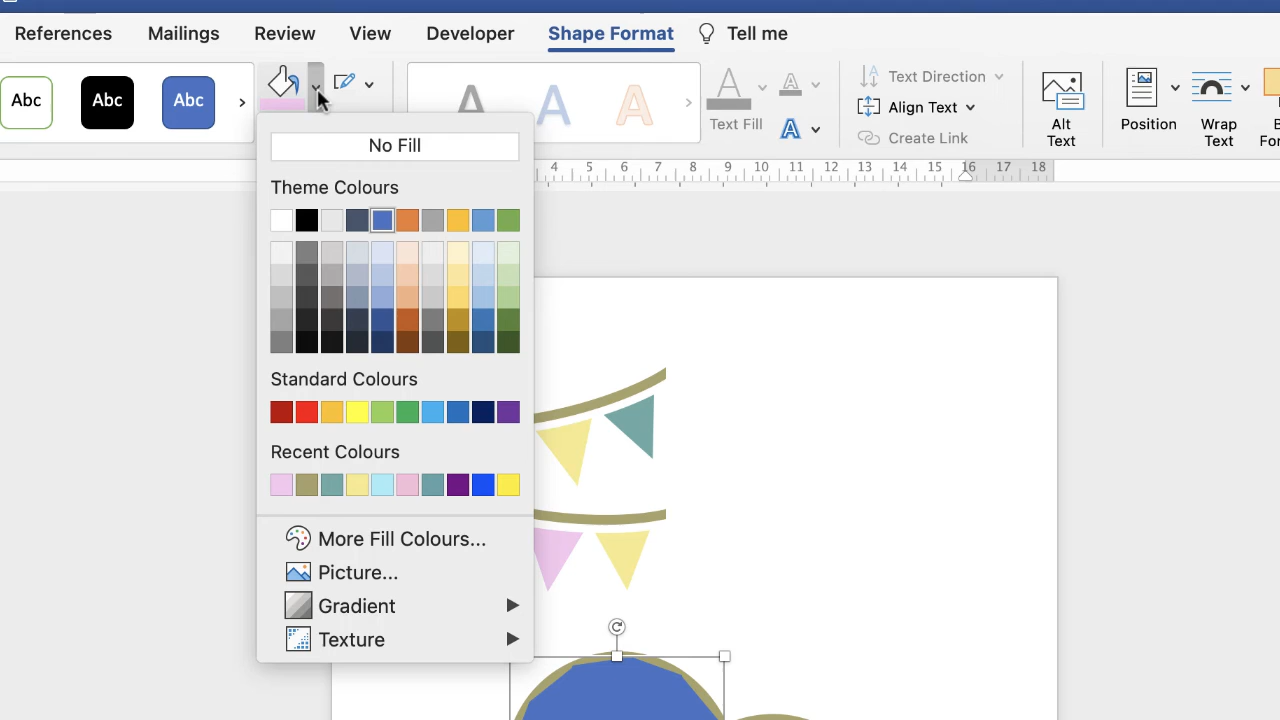 References Mailings Review View Developer Shape Format Tell me
Abc Abc Abc
Text Fill
Text Direction
Align Text
Create Link
Alt
Text
Position
Wrap
Text
4 5 6 7 8 9 10 11 12 13 14 15 16 17 18
No Fill
Theme Colours
Standard Colours
Recent Colours
More Fill Colours...
Picture...
Gradient
Texture